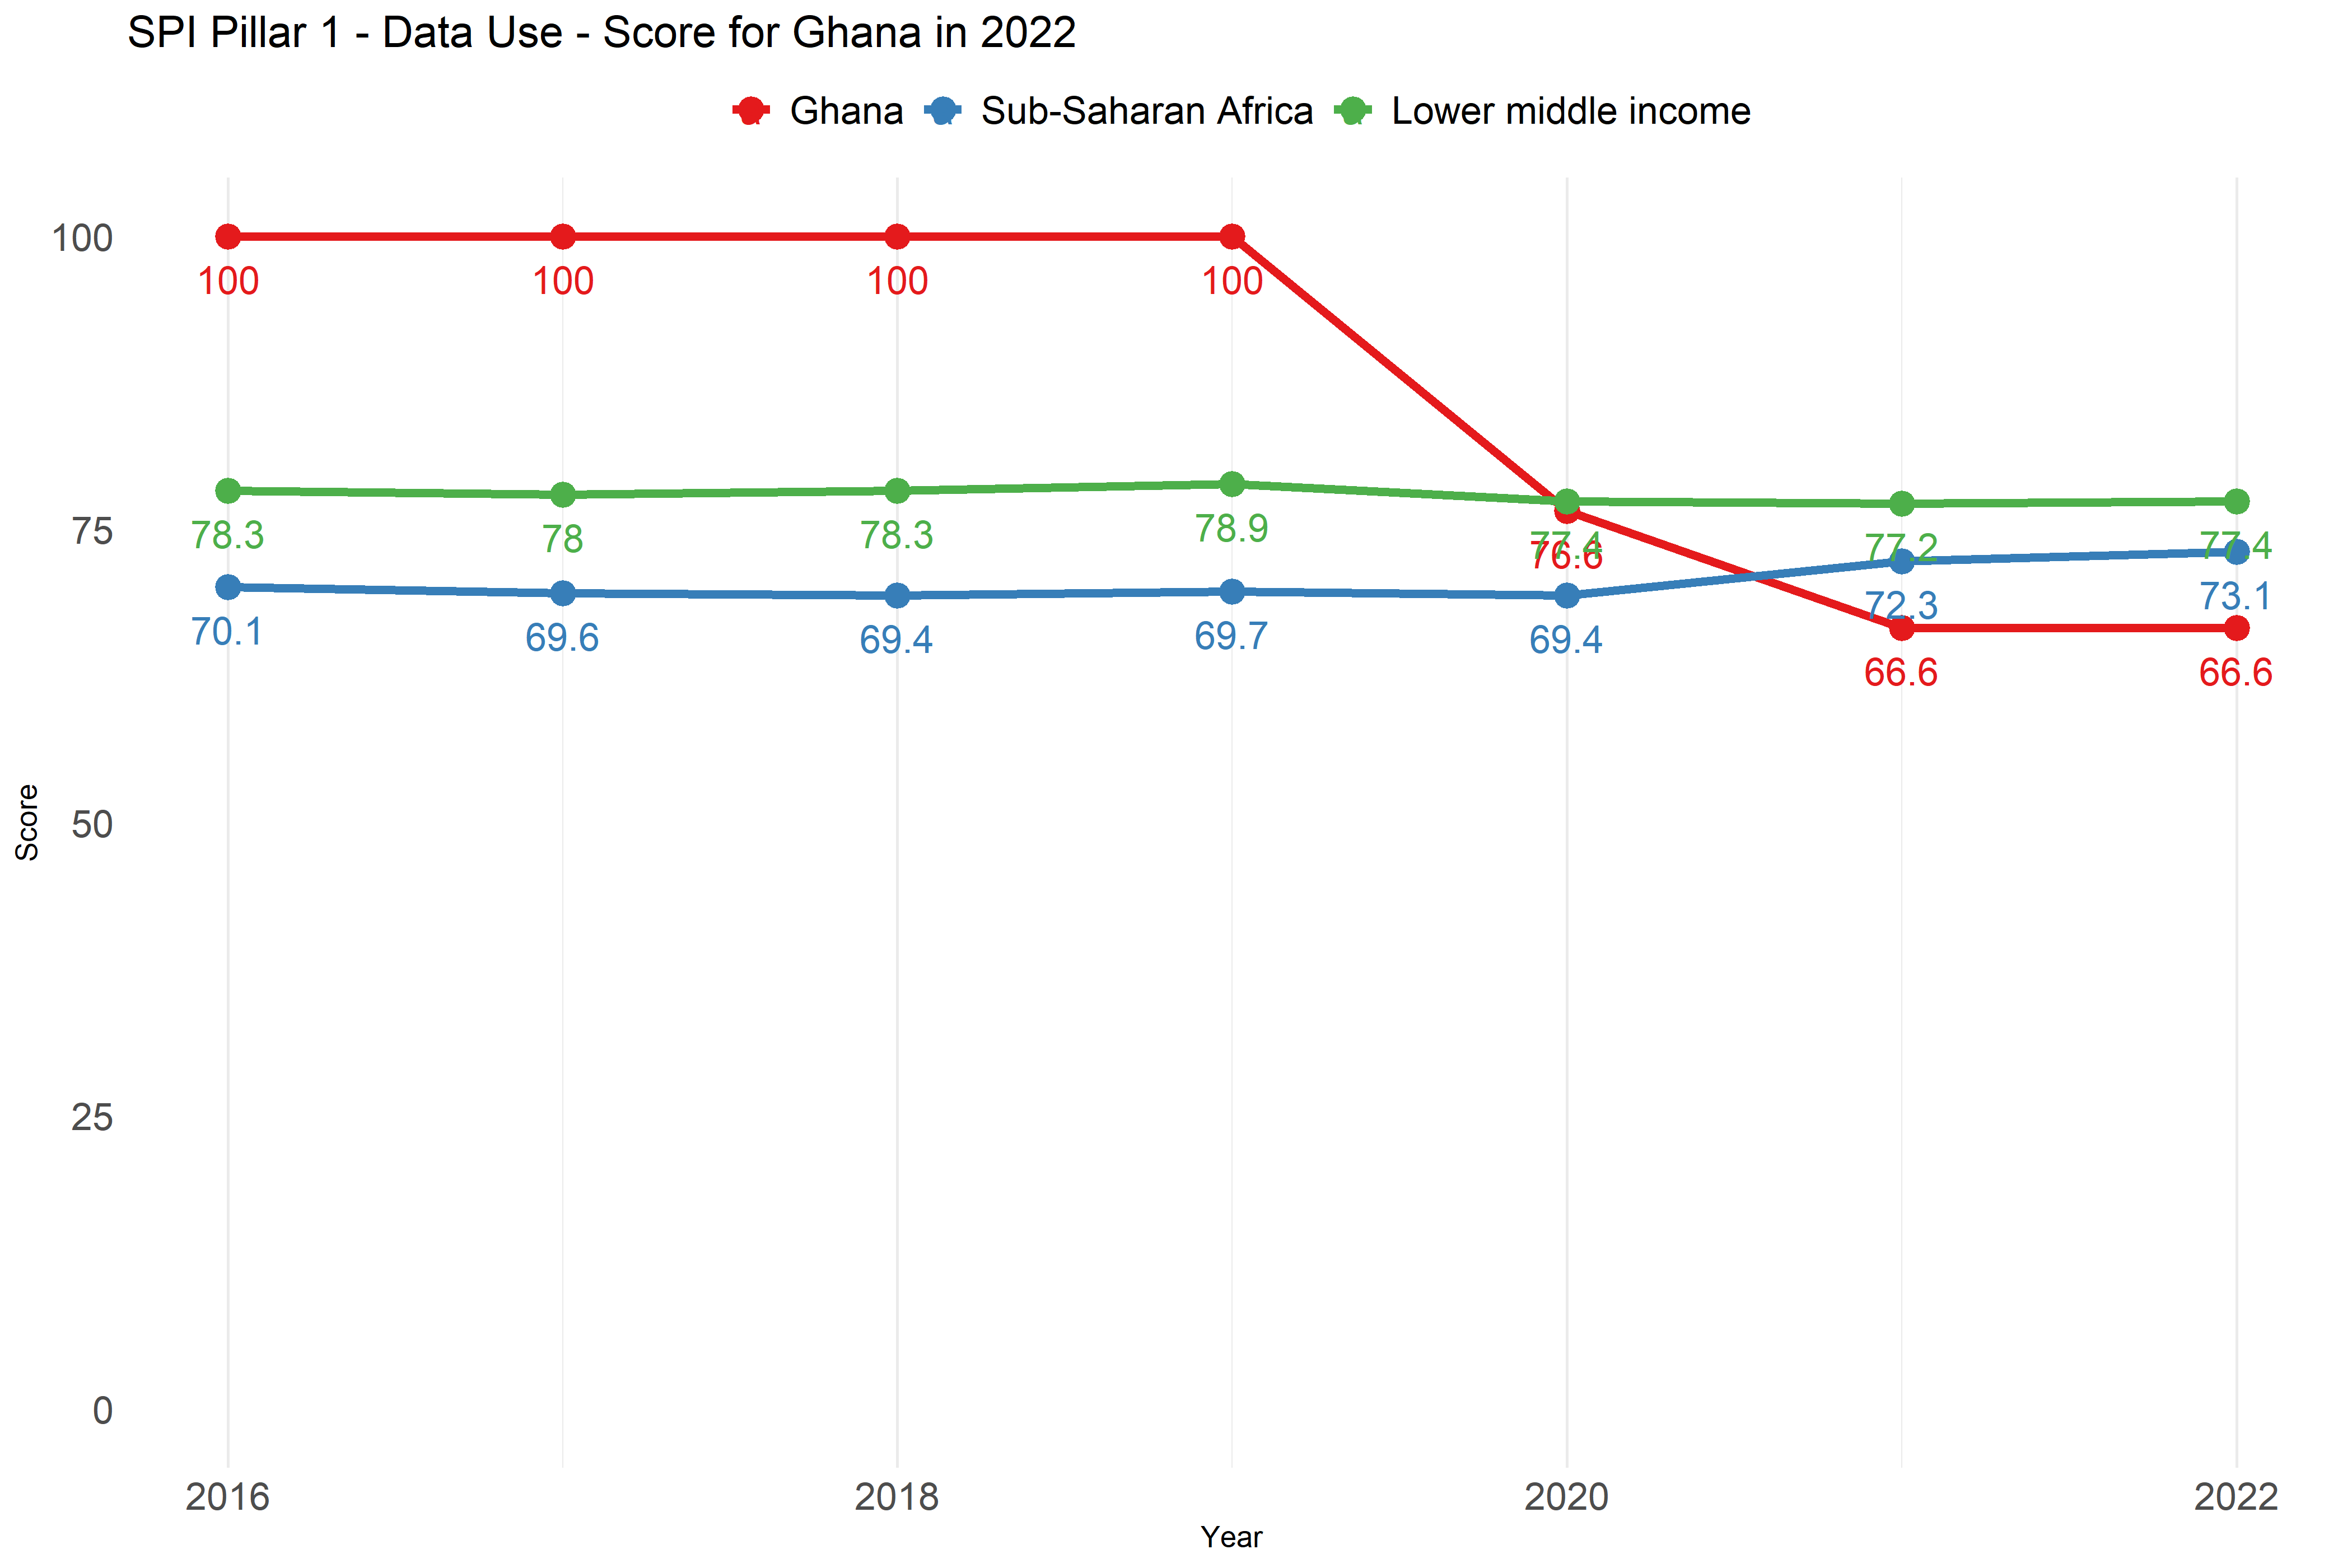 SPI Pillar 1 - Data Use - Score for Ghana in 2022
Ghana Sub-Saharan Africa Lower middle income
100
100 100 100 100
78.3 78 78.3 78.9 77.4 77.2 77.4
75
76.6
70.1 69.6 69.4 69.7 69.4 72.3 73.1
66.6 66.6
Score
50
25
0
2016 2018 2020 2022
Year